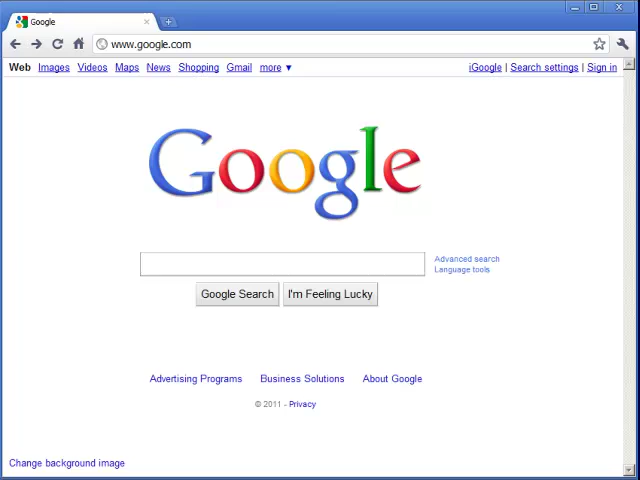 Google
www.google.com
Web Images Videos Maps News Shopping Gmail more ▼ iGoogle | Search settings | Sign in
Google
Advanced search
Language tools
Google Search I'm Feeling Lucky
Advertising Programs Business Solutions About Google
© 2011 - Privacy
Change background image